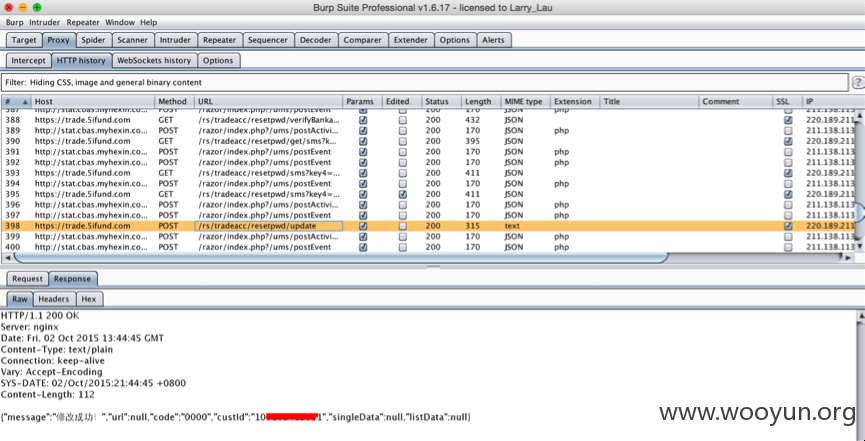 Burp Suite Professional v1.6.17 - licensed to Larry_Lau
Burp Intruder Repeater Window Help
Target Proxy Spider Scanner Intruder Repeater Sequencer Decoder Comparer Extender Options Alerts
Intercept HTTP history WebSockets history Options
Filter: Hiding CSS, image and general binary content ?
# Host Method URL Params Edited Status Length MIME type Extension Title Comment SSL IP
387 http://stat.cbas.myhexin.co... POST /razor/index.php?/ums/postEvent 200 170 JSON php 211.138.113
388 https://trade.5ifund.com GET /rs/tradeacc/resetpwd/verifyBanka... 200 432 JSON 220.189.211
389 http://stat.cbas.myhexin.co... POST /razor/index.php?/ums/postActivi... 200 170 JSON php 211.138.113
390 https://trade.5ifund.com GET /rs/tradeacc/resetpwd/get/sms?k... 200 395 JSON 220.189.211
391 http://stat.cbas.myhexin.co... POST /razor/index.php?/ums/postEvent 200 170 JSON php 211.138.113
392 http://stat.cbas.myhexin.co... POST /razor/index.php?/ums/postEvent 200 170 JSON php 211.138.113
393 https://trade.5ifund.com GET /rs/tradeacc/resetpwd/sms?key4=... 200 411 JSON 220.189.211
394 http://stat.cbas.myhexin.co... POST /razor/index.php?/ums/postEvent 200 170 JSON php 211.138.113
395 https://trade.5ifund.com GET /rs/tradeacc/resetpwd/sms?key4=... 200 411 JSON 220.189.211
396 http://stat.cbas.myhexin.co... POST /razor/index.php?/ums/postActivi... 200 170 JSON php 211.138.113
397 http://stat.cbas.myhexin.co... POST /razor/index.php?/ums/postEvent 200 170 JSON php 211.138.113
398 https://trade.5ifund.com POST /rs/tradeacc/resetpwd/update 200 315 text 220.189.211
399 http://stat.cbas.myhexin.co... POST /razor/index.php?/ums/postActivi... 200 170 JSON php 211.138.113
400 http://stat.cbas.myhexin.co... POST /razor/index.php?/ums/postEvent 200 170 JSON php 211.138.113
Request Response
Raw Headers Hex
HTTP/1.1 200 OK
Server: nginx
Date: Fri, 02 Oct 2015 13:44:45 GMT
Content-Type: text/plain
Connection: keep-alive
Vary: Accept-Encoding
SYS-DATE: 02/Oct/2015:21:44:45 +0800
Content-Length: 112
{"message":"修改成功！","url":null,"code":"0000","custId":"10 1","singleData":null,"listData":null}
www.wooyun.org